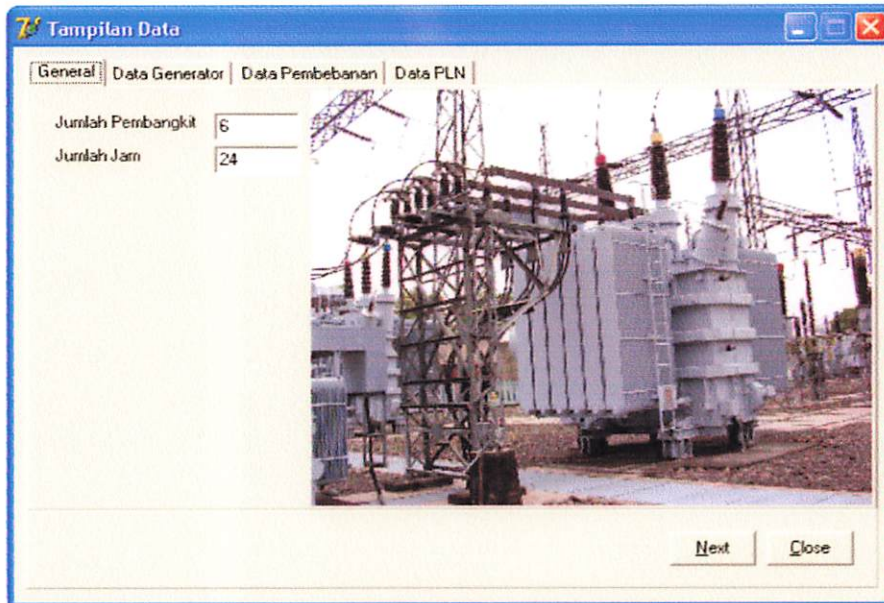 Tampilan Data
General Data Generator Data Pembebanan Data PLN
Jumlah Pembangkit 6
Jumlah Jam 24
Next Close